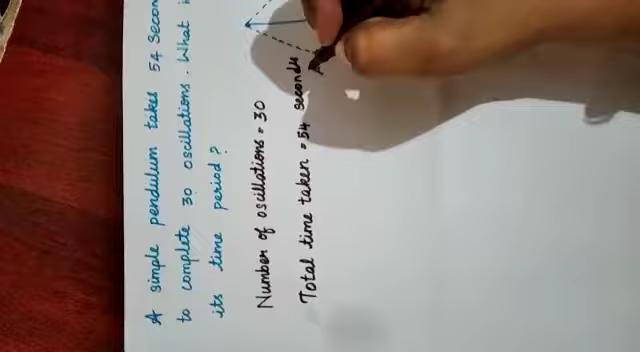 A simple pendulum takes 54 Secon
to complete 30 oscillations. What i
its time period?
Number of oscillations = 30
Total time taken = 54 seconds